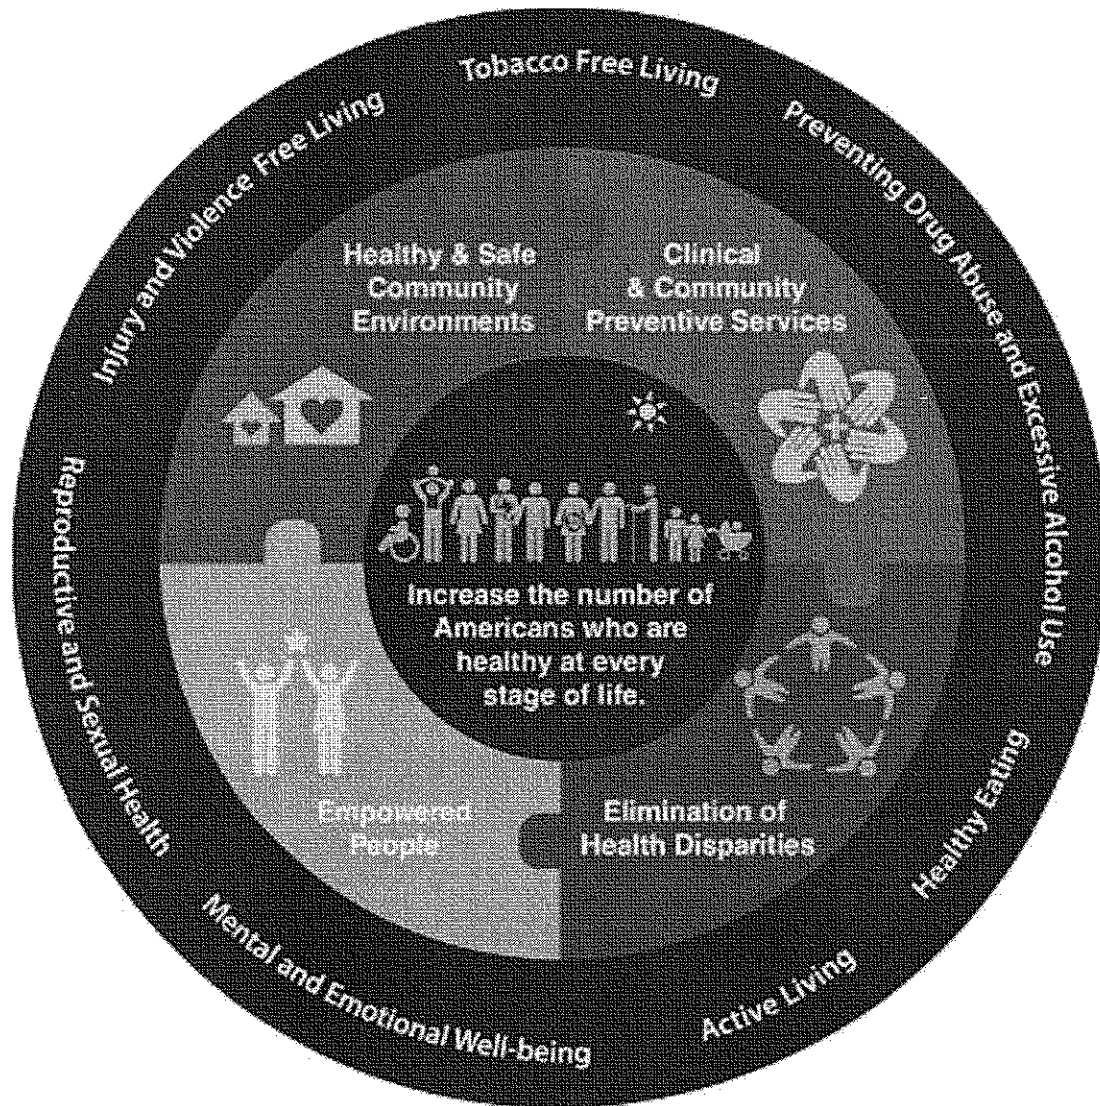 Tobacco Free Living
Preventing Drug Abuse and Excessive Alcohol Use
Healthy Eating
Active Living
Mental and Emotional Well-being
Reproductive and Sexual Health
Injury and Violence Free Living
Healthy & Safe
Community
Environments
Clinical
& Community
Preventive Services
Elimination of
Health Disparities
Empowered
People
Increase the number of
Americans who are
healthy at every
stage of life.